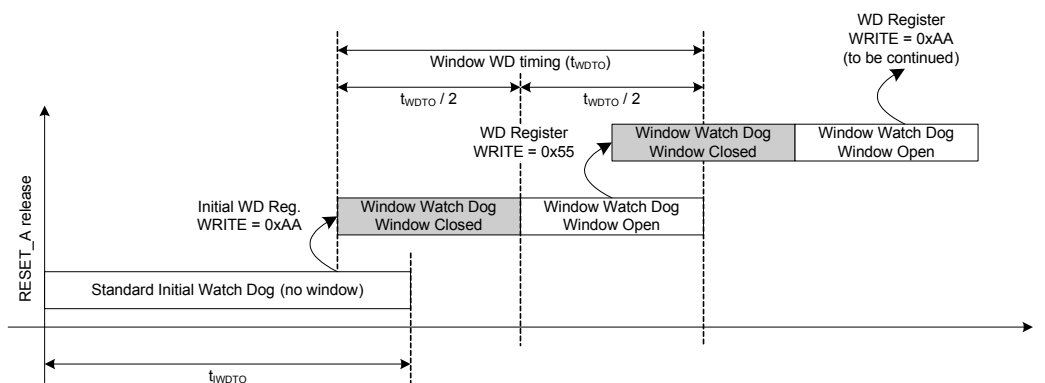 WD Register
WRITE = 0xAA
(to be continued)
Window WD timing (tWDTO)
tWDTO / 2
tWDTO / 2
WD Register
WRITE = 0x55
Window Watch Dog
Window Closed
Window Watch Dog
Window Open
Initial WD Reg.
WRITE = 0xAA
Window Watch Dog
Window Closed
Window Watch Dog
Window Open
RESET_A release
Standard Initial Watch Dog (no window)
tIWDTO